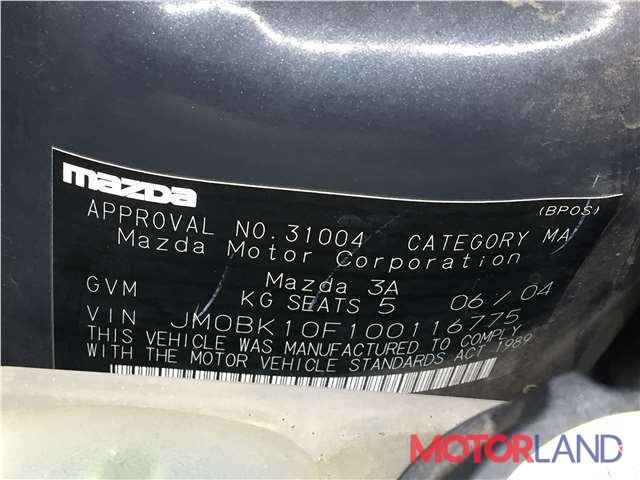 mazda
(BP0S)
APPROVAL NO.31004 CATEGORY MA
Mazda Motor Corporation
Mazda 3A
GVM KG SEATS 5 06/04
VIN JM0BK10F100116775
THIS VEHICLE WAS MANUFACTURED TO COMPLY
WITH THE MOTOR VEHICLE STANDARDS ACT 1989
MOTORLAND